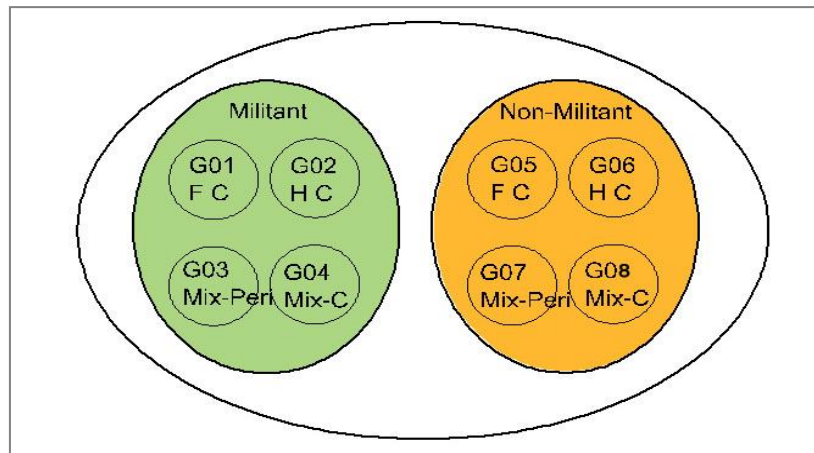 Militant
G01
F C
G02
H C
G03
Mix-Peri
G04
Mix-C
Non-Militant
G05
F C
G06
H C
G07
Mix-Peri
G08
Mix-C